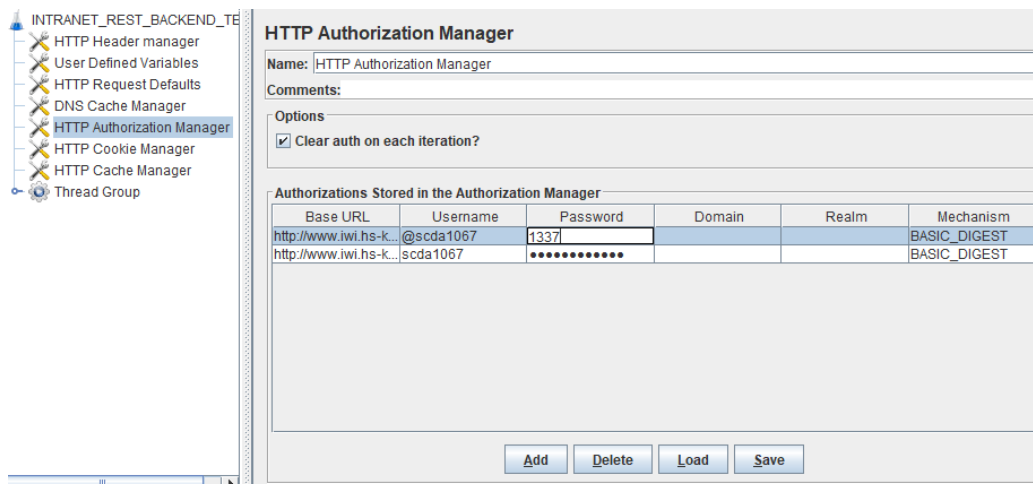 INTRANET_REST_BACKEND_TE
HTTP Header manager
User Defined Variables
HTTP Request Defaults
DNS Cache Manager
HTTP Authorization Manager
HTTP Cookie Manager
HTTP Cache Manager
Thread Group
HTTP Authorization Manager
Name: HTTP Authorization Manager
Comments:
Options
Clear auth on each iteration?
Authorizations Stored in the Authorization Manager
Base URL Username Password Domain Realm Mechanism
http://www.iwi.hs-k... @scda1067 1337 BASIC_DIGEST
http://www.iwi.hs-k... scda1067 ●●●●●●●●●●●● BASIC_DIGEST
Add Delete Load Save